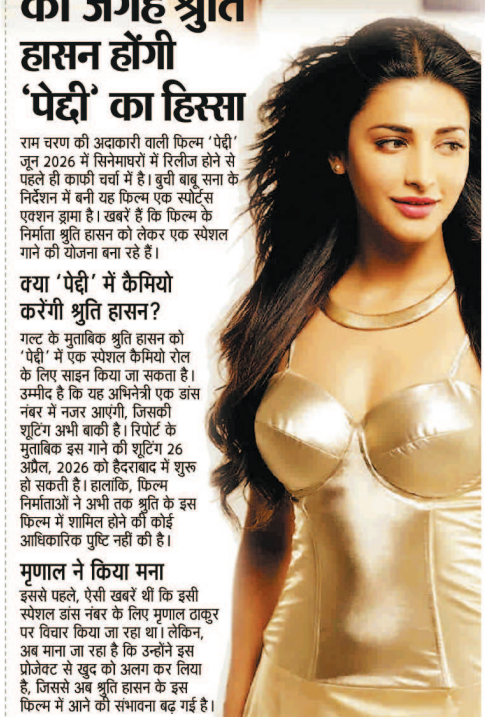 की जगह श्रुति
हासन होंगी
‘पेद्दी’ का हिस्सा
राम चरण की अदाकारी वाली फिल्म ‘पेद्दी’
जून 2026 में सिनेमाघरों में रिलीज होने से
पहले ही काफी चर्चा में है। बुची बाबू सना के
निर्देशन में बनी यह फिल्म एक स्पोर्ट्स
एक्शन ड्रामा है। खबरें हैं कि फिल्म के
निर्माता श्रुति हासन को लेकर एक स्पेशल
गाने की योजना बना रहे हैं।
क्या ‘पेद्दी’ में कैमियो
करेंगी श्रुति हासन?
गल्ट के मुताबिक श्रुति हासन को
‘पेद्दी’ में एक स्पेशल कैमियो रोल
के लिए साइन किया जा सकता है।
उम्मीद है कि यह अभिनेत्री एक डांस
नंबर में नजर आएंगी, जिसकी
शूटिंग अभी बाकी है। रिपोर्ट के
मुताबिक इस गाने की शूटिंग 26
अप्रैल, 2026 को हैदराबाद में शुरू
हो सकती है। हालांकि, फिल्म
निर्माताओं ने अभी तक श्रुति के इस
फिल्म में शामिल होने की कोई
आधिकारिक पुष्टि नहीं की है।
मृणाल ने किया मना
इससे पहले, ऐसी खबरें थीं कि इसी
स्पेशल डांस नंबर के लिए मृणाल ठाकुर
पर विचार किया जा रहा था। लेकिन,
अब माना जा रहा है कि उन्होंने इस
प्रोजेक्ट से खुद को अलग कर लिया
है, जिससे अब श्रुति हासन के इस
फिल्म में आने की संभावना बढ़ गई है।